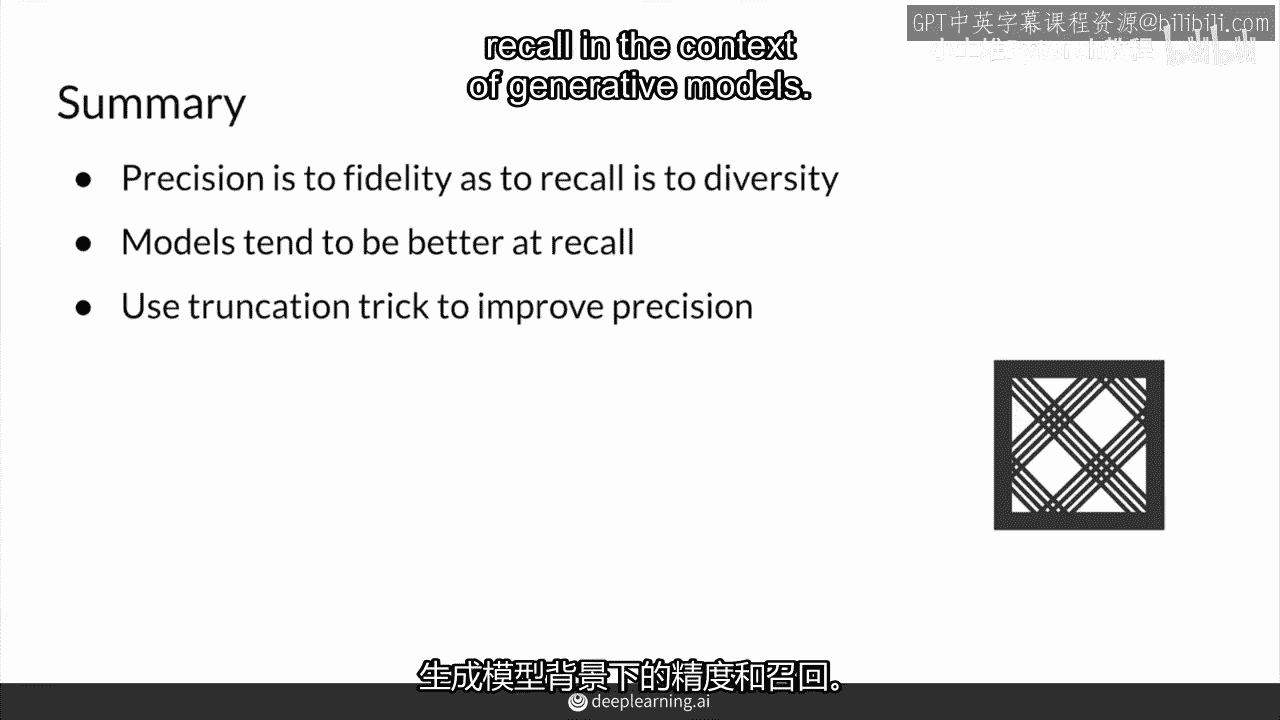 GPT中英字幕课程资源@bilibili.com
recall in the context
of generative models.
Summary
● Precision is to fidelity as to recall is to diversity
● Models tend to be better at recall
● Use truncation trick to improve precision
生成模型背景下的精度和召回。
deeplearning.ai